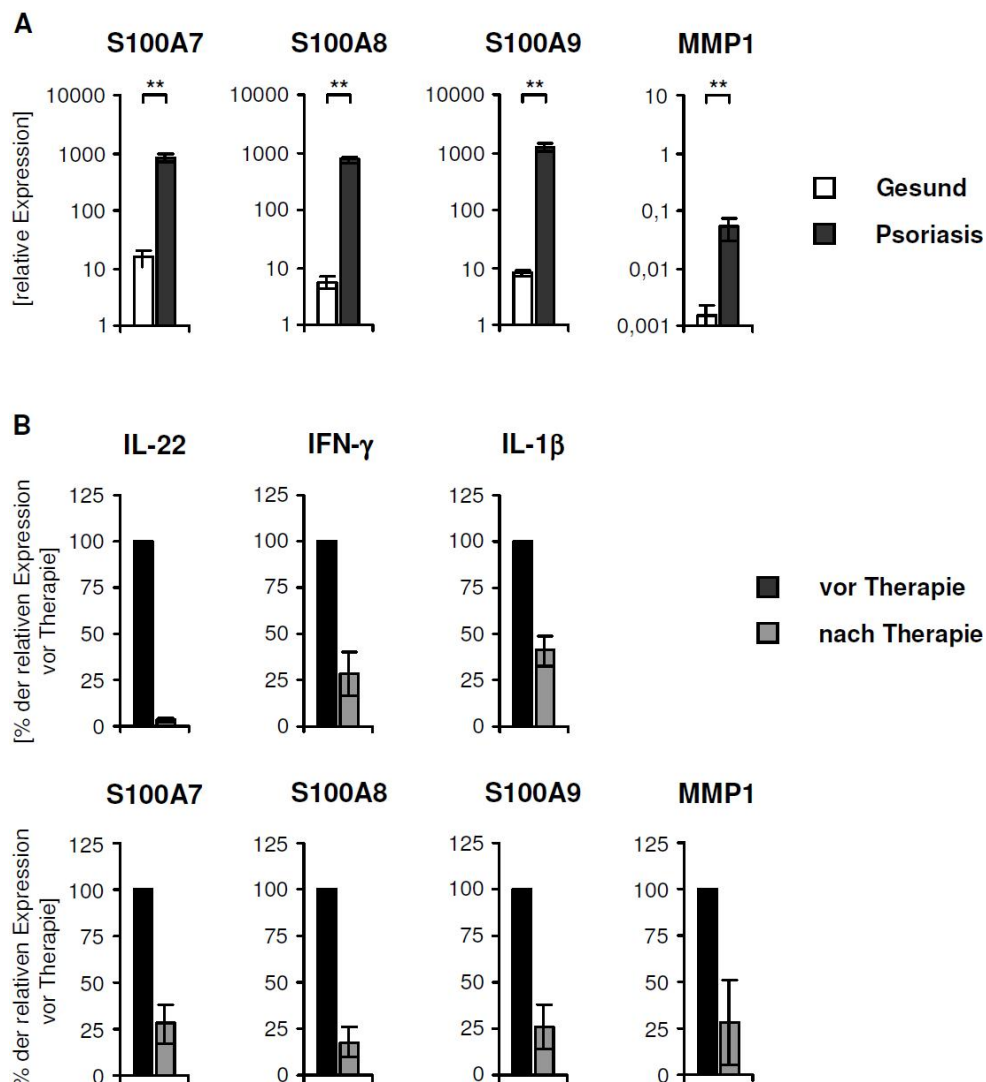 A
S100A7 S100A8 S100A9 MMP1
** ** ** **
[relative Expression]
10000 10000 10000 10
1000 1000 1000 1
100 100 100 0,1
10 10 10 0,01
1 1 1 0,001
Gesund
Psoriasis
B
IL-22 IFN-γ IL-1β
[% der relativen Expression
vor Therapie]
125 125 125
100 100 100
75 75 75
50 50 50
25 25 25
0 0 0
vor Therapie
nach Therapie
S100A7 S100A8 S100A9 MMP1
% der relativen Expression
vor Therapie]
125 125 125 125
100 100 100 100
75 75 75 75
50 50 50 50
25 25 25 25
0 0 0 0